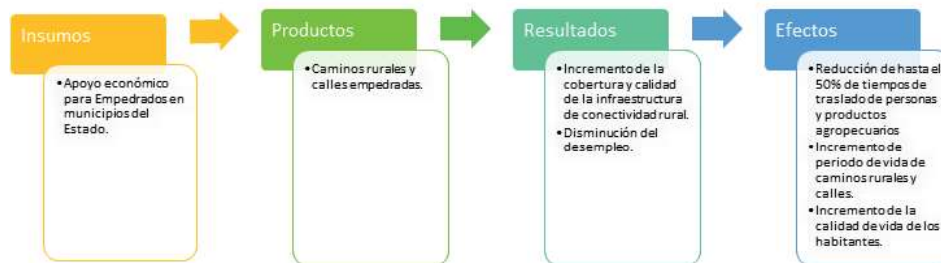 Insumos
•Apoyo económico
para Empedrados en
municipios del
Estado.
Productos
•Caminos rurales y
calles empedradas.
Resultados
•Incremento de la
cobertura y calidad
de la infraestructura
de conectividad rural.
•Disminución del
desempleo.
Efectos
•Reducción de hasta el
50% de tiempos de
traslado de personas
y productos
agropecuarios
•Incremento de
periodo de vida de
caminos rurales y
calles.
•Incremento de la
calidad de vida de los
habitantes.